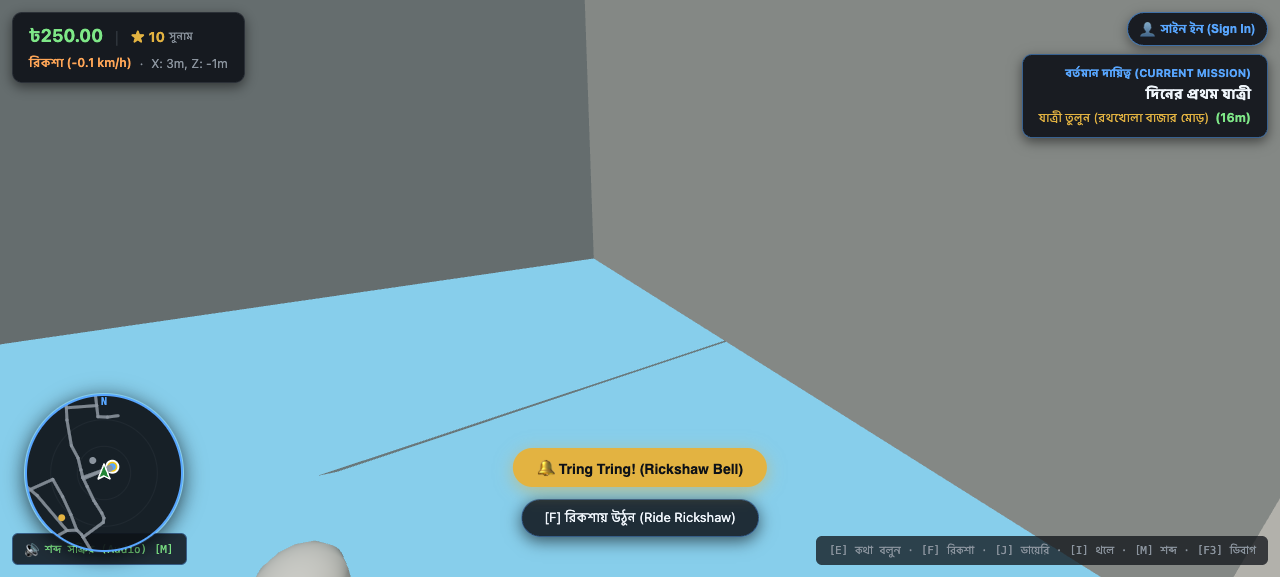 ৳250.00 | ⭐ 10 সুনাম
রিকশা (-0.1 km/h) · X: 3m, Z: -1m
সাইন ইন (Sign In)
বর্তমান দায়িত্ব (CURRENT MISSION)
দিনের প্রথম যাত্রী
যাত্রী তুলুন (রথখোলা বাজার মোড়) (16m)
N
Tring Tring! (Rickshaw Bell)
[F] রিকশায় উঠুন (Ride Rickshaw)
শব্দ [M]
[E] কথা বলুন · [F] রিকশা · [J] ডায়েরি · [I] থলে · [M] শব্দ · [F3] ডিবাগ